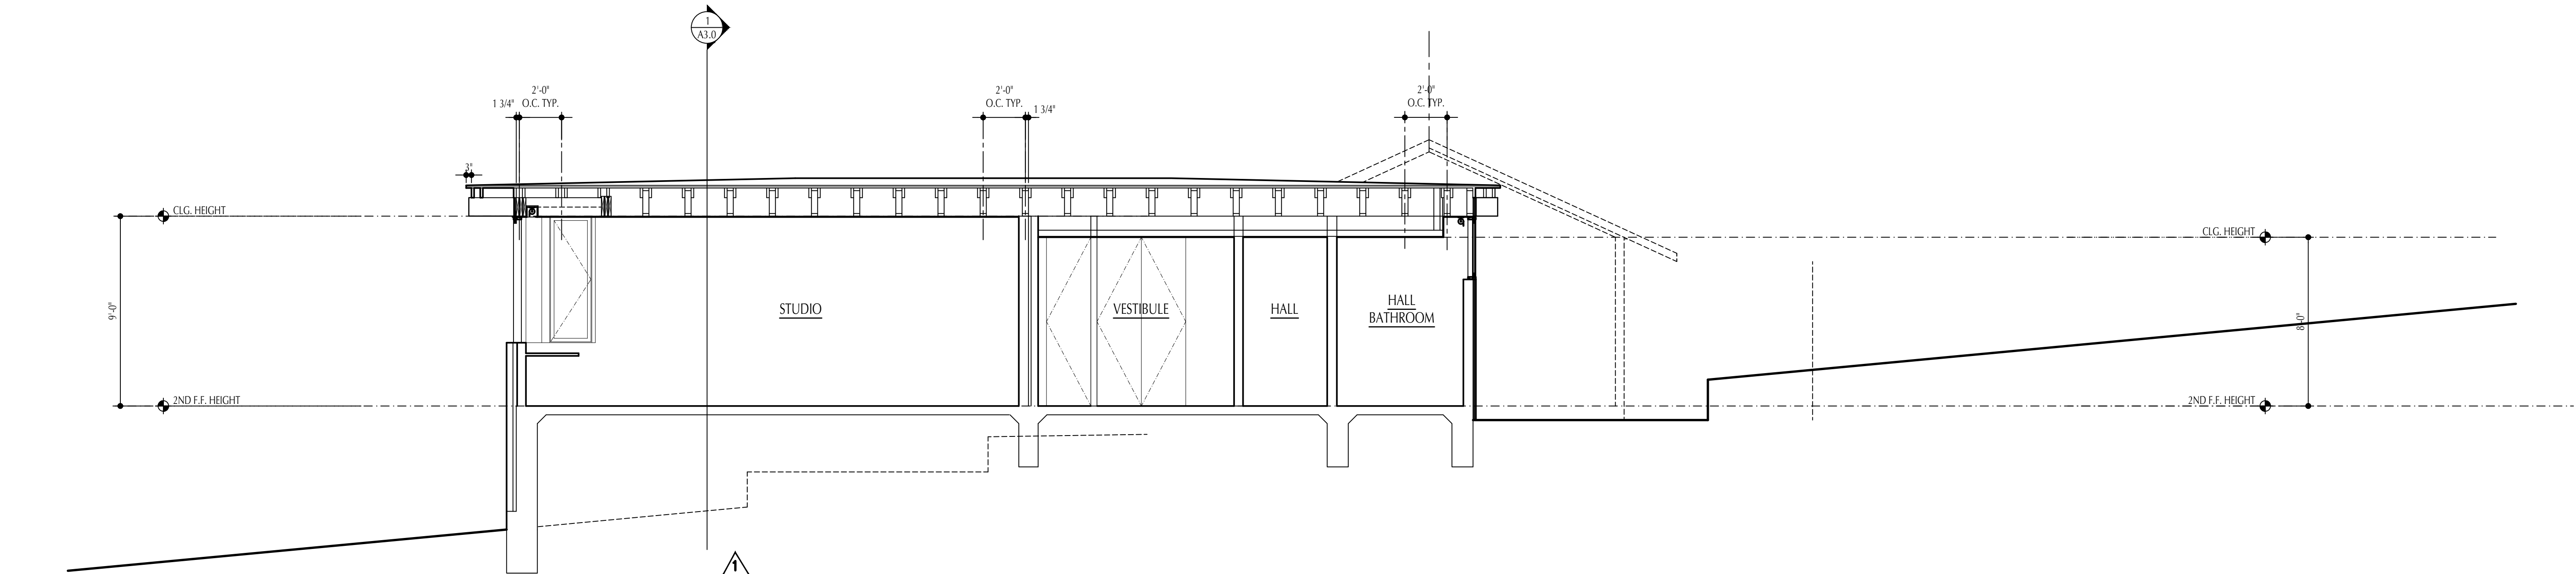 1
A3.0
2'-0"
1 3/4" O.C. TYP.
2'-0"
O.C. TYP.
1 3/4"
2'-0"
O.C. TYP.
3"
CLG. HEIGHT
CLG. HEIGHT
9'-0"
STUDIO
VESTIBULE
HALL
HALL
BATHROOM
8'-0"
2ND F.F. HEIGHT
2ND F.F. HEIGHT
1